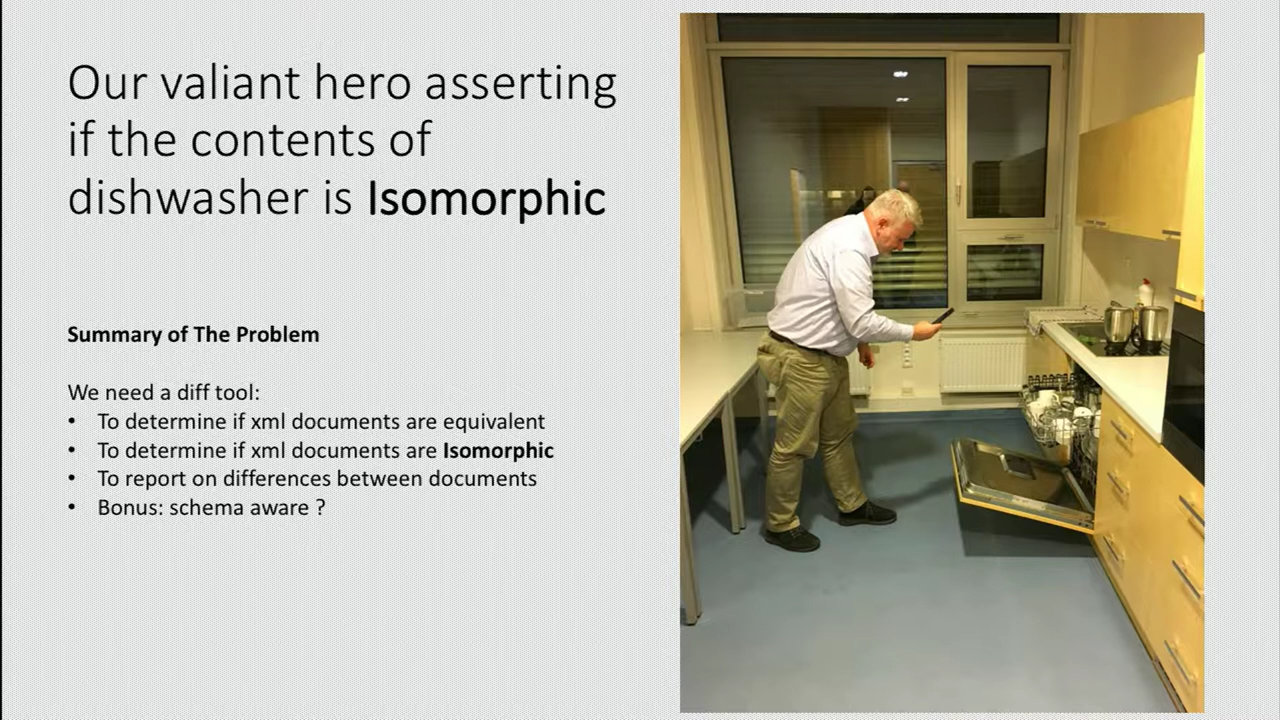 Our valiant hero asserting
if the contents of
dishwasher is Isomorphic
Summary of The Problem
We need a diff tool:
• To determine if xml documents are equivalent
• To determine if xml documents are Isomorphic
• To report on differences between documents
• Bonus: schema aware ?